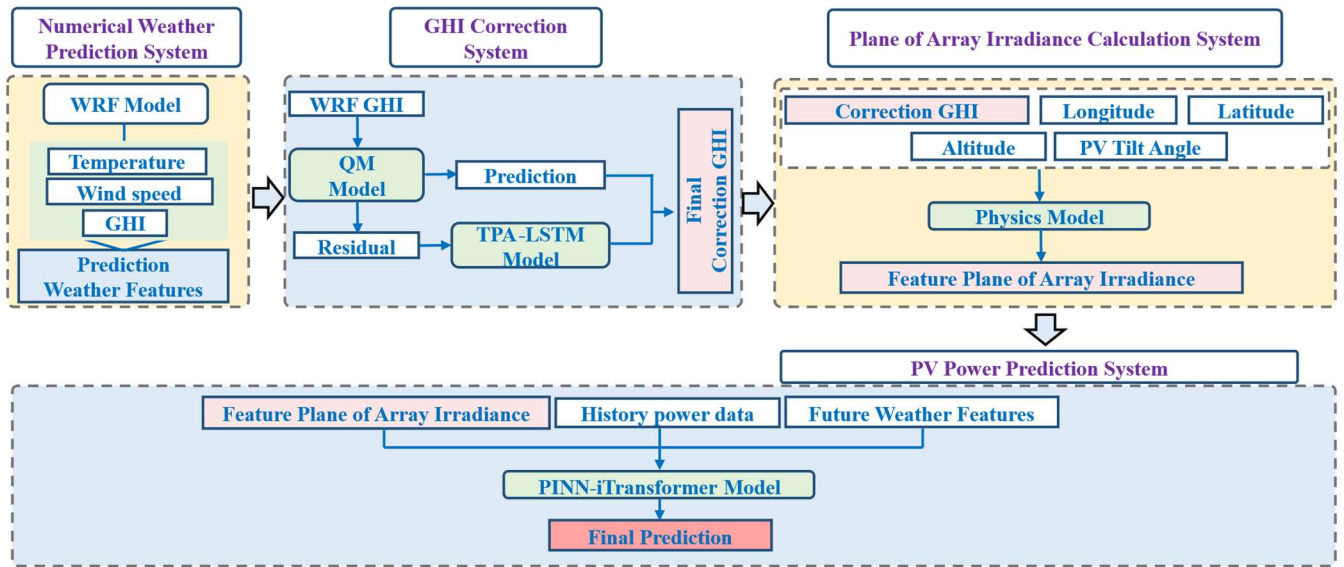 Numerical Weather
Prediction System
WRF Model
Temperature
Wind speed
GHI
Prediction
Weather Features
GHI Correction
System
WRF GHI
QM
Model
Prediction
Residual
TPA-LSTM
Model
Final
Correction GHI
Plane of Array Irradiance Calculation System
Correction GHI
Longitude
Latitude
Altitude
PV Tilt Angle
Physics Model
Feature Plane of Array Irradiance
PV Power Prediction System
Feature Plane of Array Irradiance
History power data
Future Weather Features
PINN-iTransformer Model
Final Prediction